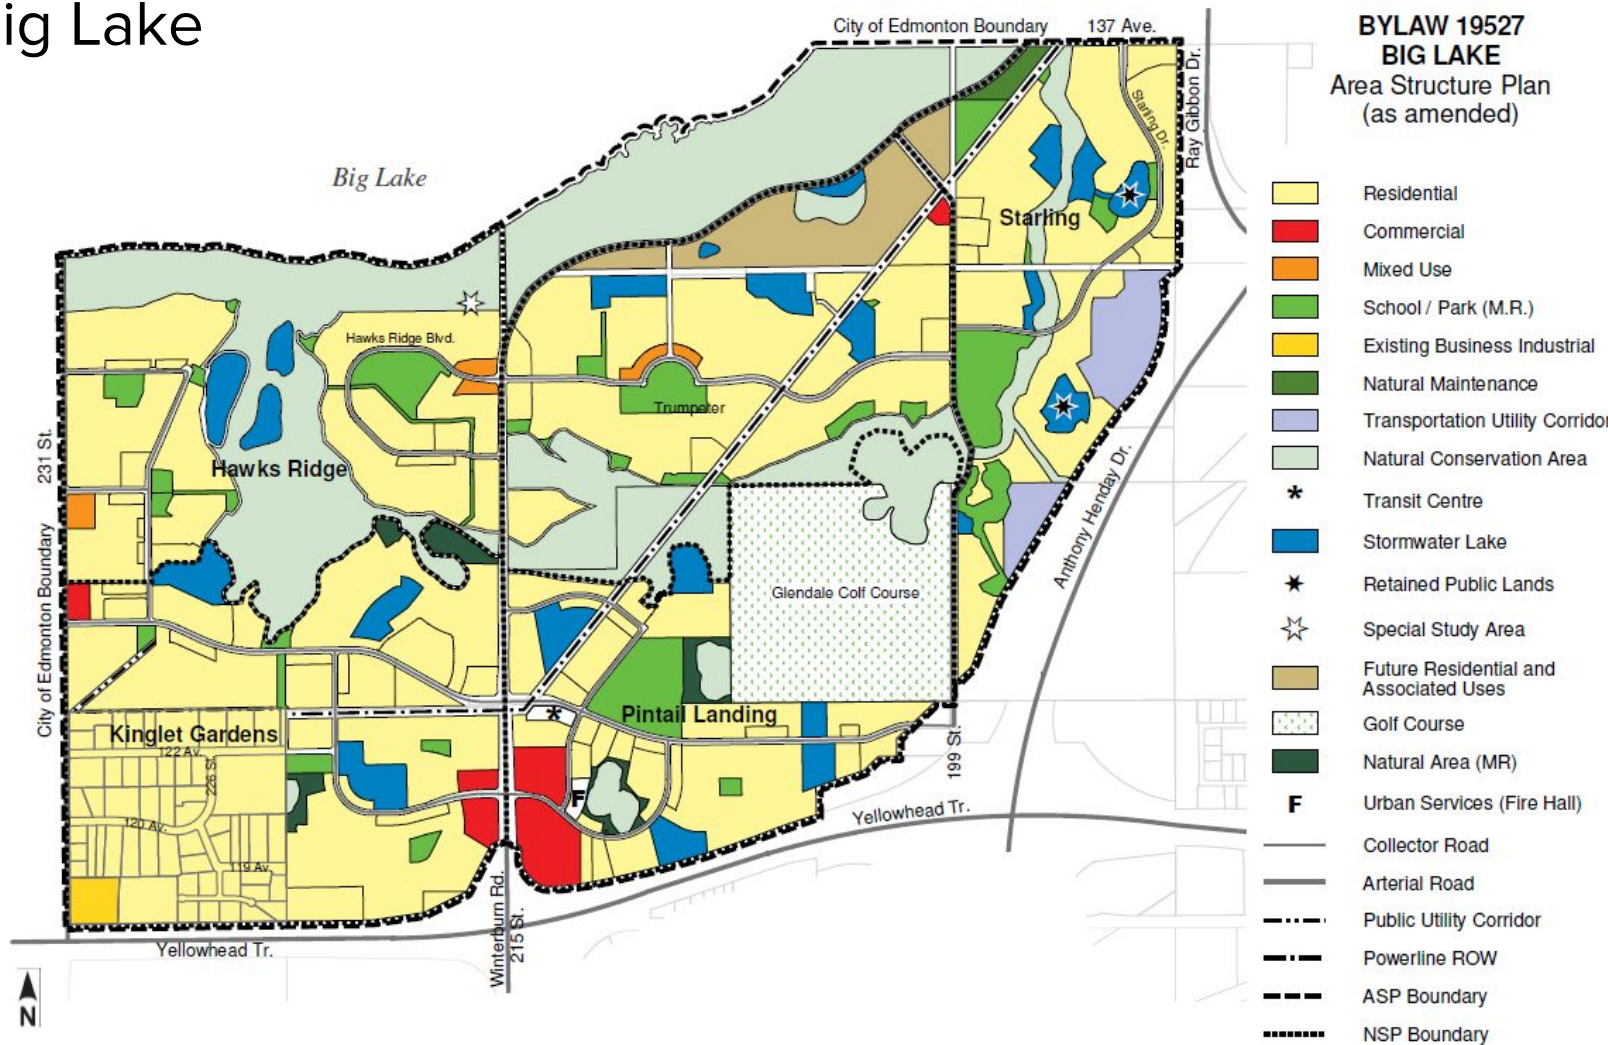 ig Lake
City of Edmonton Boundary
137 Ave.
BYLAW 19527
BIG LAKE
Area Structure Plan
(as amended)
Ray Gibbon Dr.
Starling Dr.
Big Lake
Starling
Residential
Commercial
Mixed Use
School / Park (M.R.)
Existing Business Industrial
Natural Maintenance
Transportation Utility Corridor
Natural Conservation Area
* Transit Centre
Stormwater Lake
Retained Public Lands
Special Study Area
Future Residential and
Associated Uses
Golf Course
Natural Area (MR)
F Urban Services (Fire Hall)
Collector Road
Arterial Road
Public Utility Corridor
Powerline ROW
ASP Boundary
NSP Boundary
Hawks Ridge Blvd.
Trumpeter
231 St.
Hawks Ridge
City of Edmonton Boundary
Anthony Henday Dr.
Glendale Golf Course
*
Pintail Landing
Kinglet Gardens
122 Av.
226 St.
199 St.
F
120 Av.
119 Av.
Yellowhead Tr.
Winterburn Rd.
215 St.
Yellowhead Tr.
N